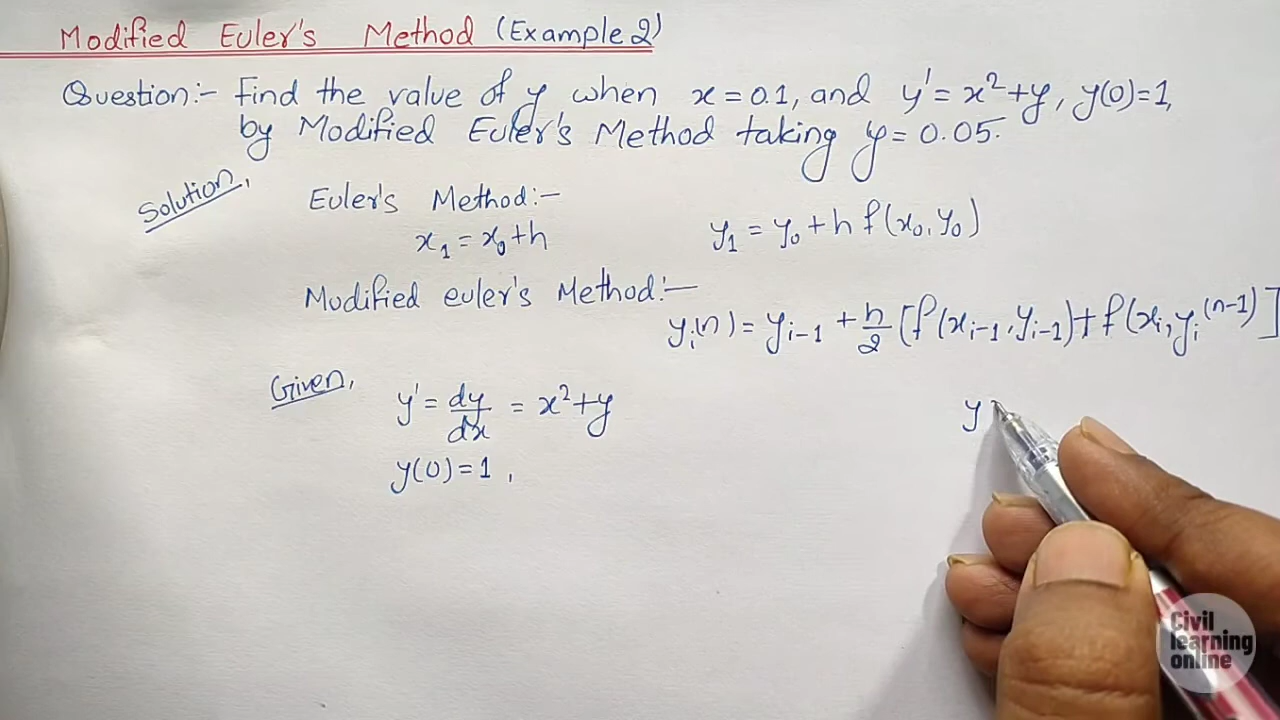 Modified Euler's Method (Example 2)
Question:- Find the value of y when x = 0.1, and y' = x² + y, y(0)=1,
by Modified Euler's Method taking y = 0.05.
Solution,
Euler's Method:-
x₁ = x₀ + h    y₁ = y₀ + h f(x₀, y₀)
Mudified euler's Method:-
yᵢ(n) = yᵢ₋₁ + h/2 [f(xᵢ₋₁, yᵢ₋₁) + f(xᵢ, yᵢ⁽ⁿ⁻¹⁾]
Given,
y' = dy/dx = x² + y    y
y(0) = 1 ,
Civil
learning
online